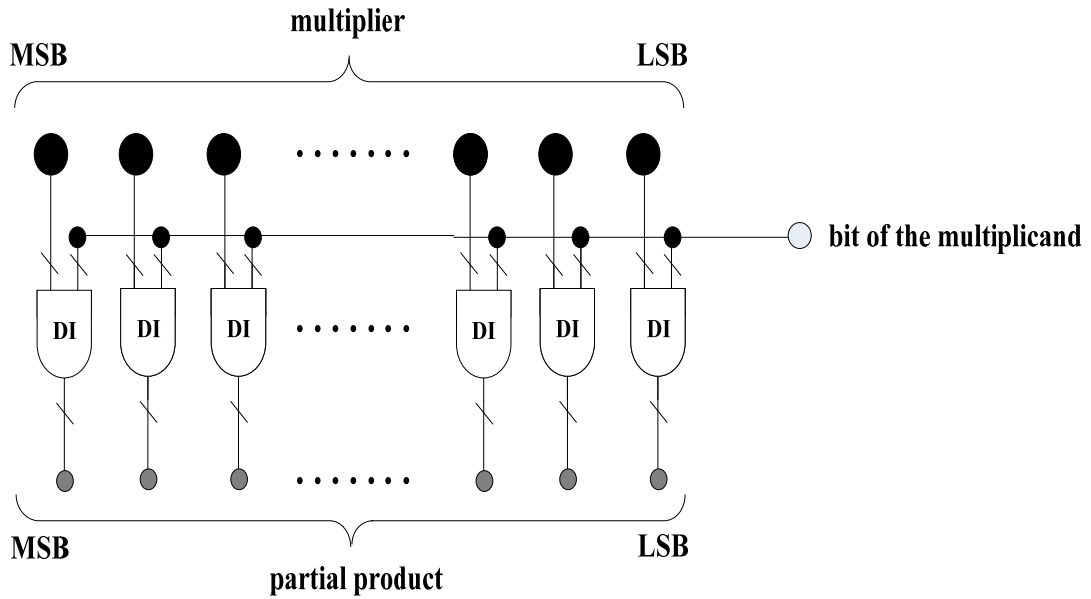 multiplier
MSB LSB
bit of the multiplicand
DI DI DI DI DI DI
MSB LSB
partial product